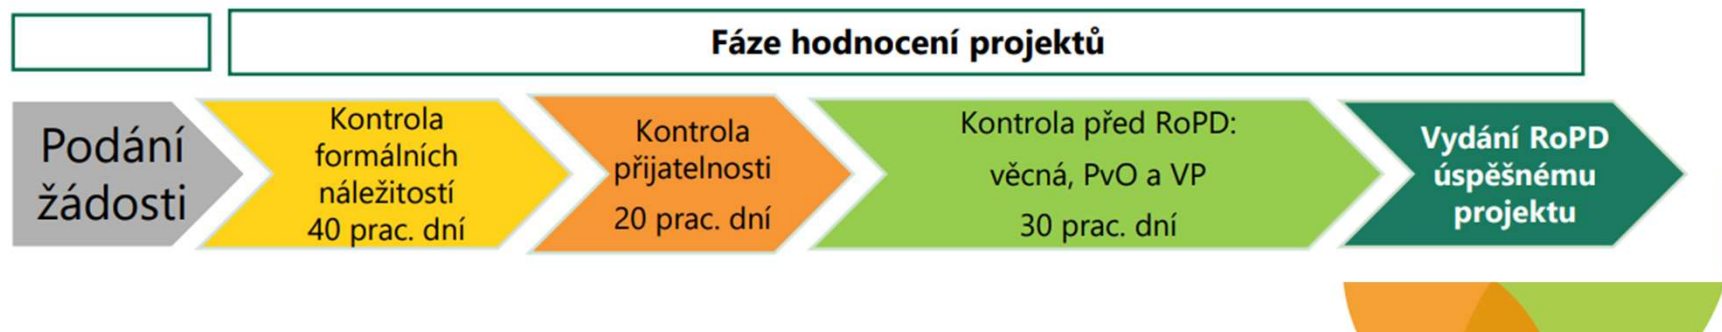 Fáze hodnocení projektů
Podání
žádosti
Kontrola
formálních
náležitostí
40 prac. dní
Kontrola
přijatelnosti
20 prac. dní
Kontrola před RoPD:
věcná, PvO a VP
30 prac. dní
Vydání RoPD
úspěšnému
projektu